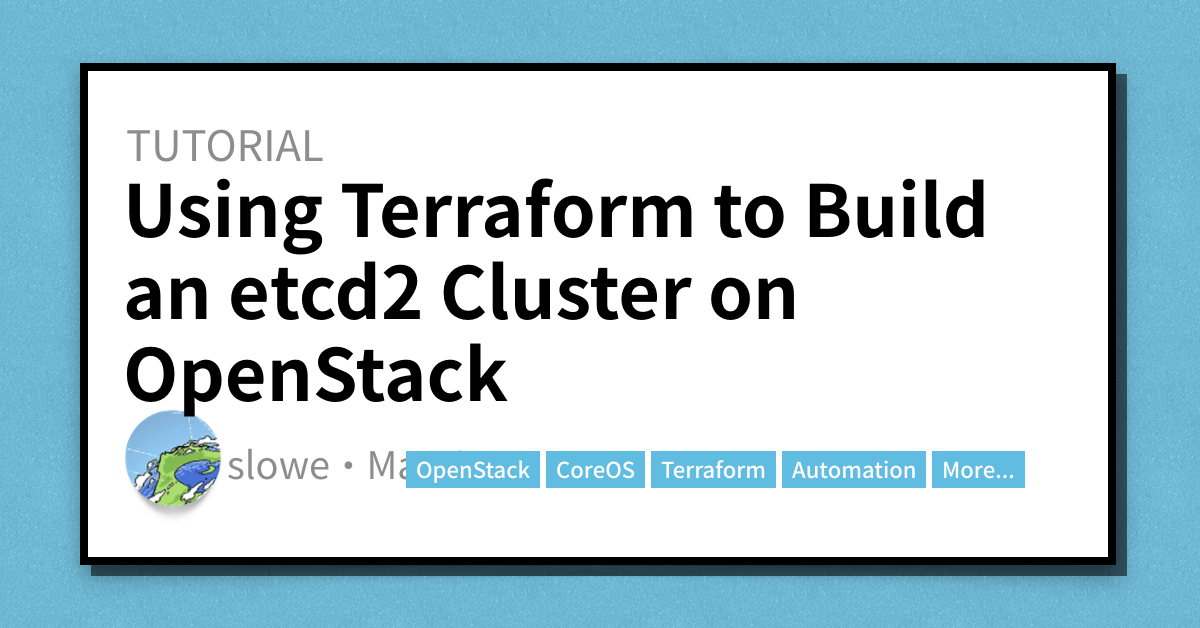 TUTORIAL
Using Terraform to Build
an etcd2 Cluster on
OpenStack
slowe • OpenStack CoreOS Terraform Automation More...